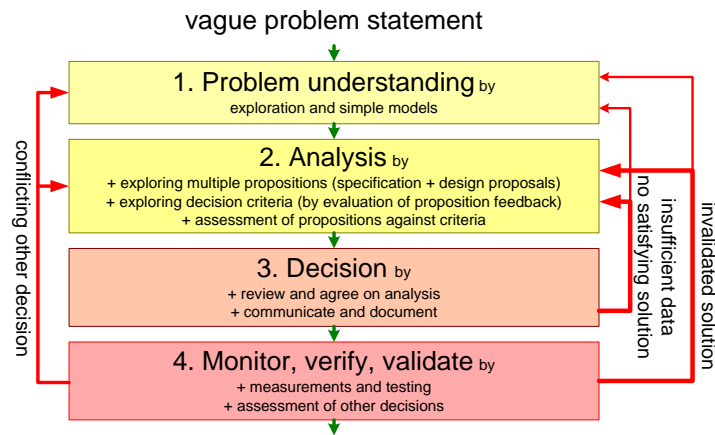 vague problem statement
1. Problem understanding by
exploration and simple models
2. Analysis by
+ exploring multiple propositions (specification + design proposals)
+ exploring decision criteria (by evaluation of proposition feedback)
+ assessment of propositions against criteria
3. Decision by
+ review and agree on analysis
+ communicate and document
4. Monitor, verify, validate by
+ measurements and testing
+ assessment of other decisions
conflicting other decision
insufficient data
no satisfying solution
invalidated solution